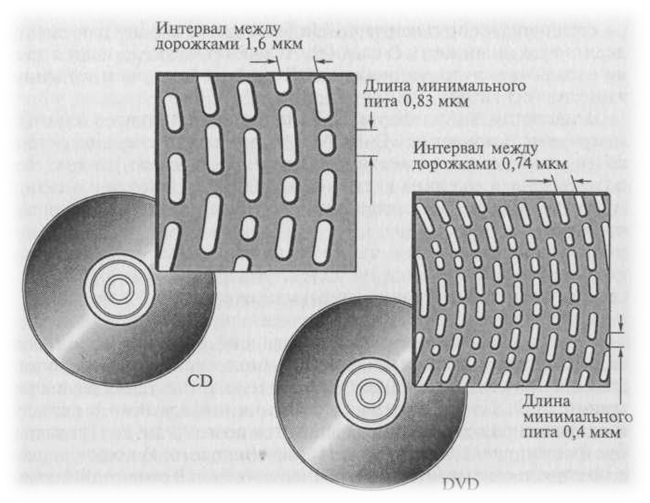 Интервал между
дорожками 1,6 мкм
Длина минимального
пита 0,83 мкм
Интервал между
дорожками 0,74 мкм
CD
Длина
минимального
пита 0,4 мкм
DVD